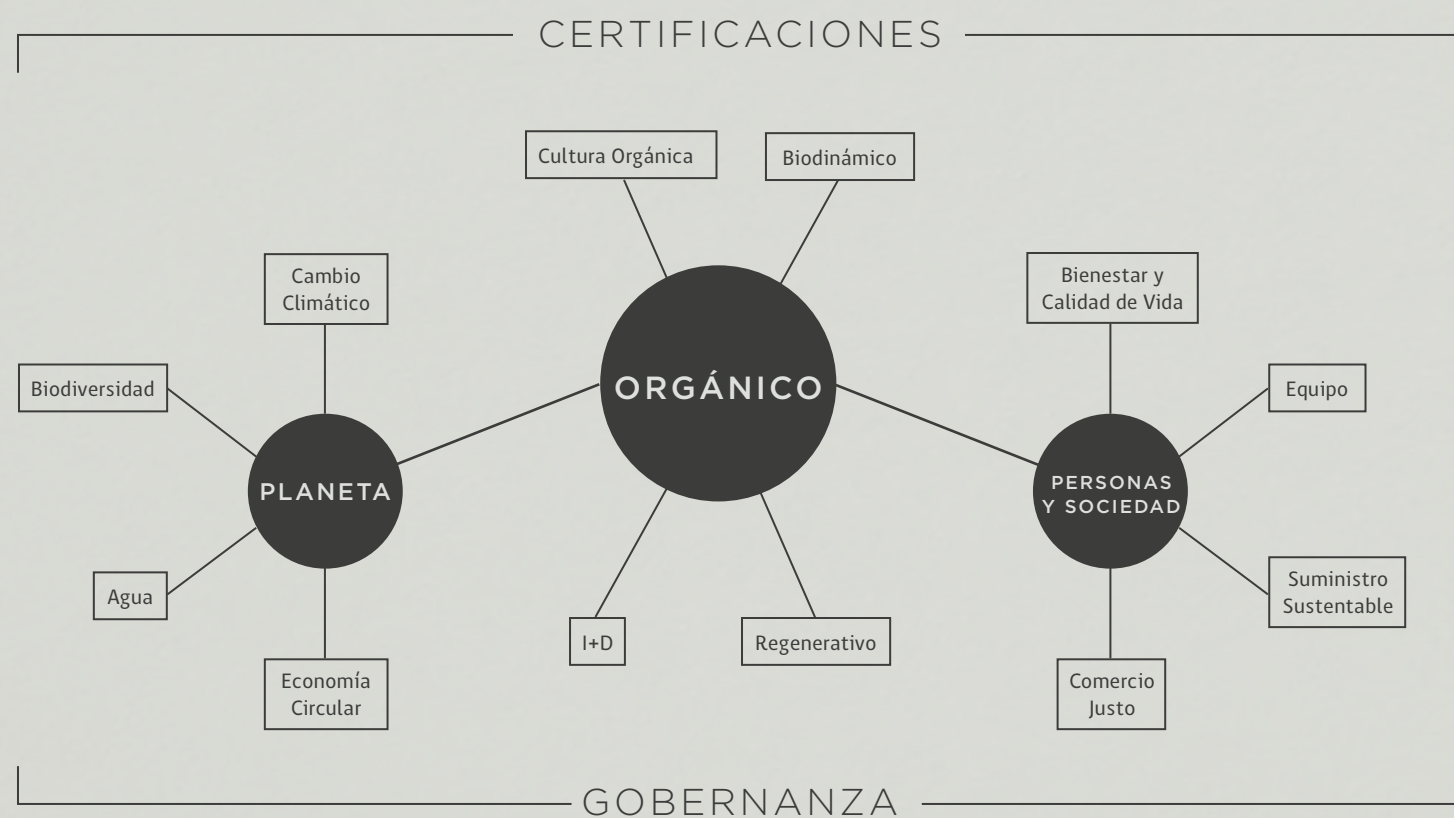 CERTIFICACIONES
Cultura Orgánica
Biodinámico
Cambio
Climático
Bienestar y
Calidad de Vida
Biodiversidad
ORGÁNICO
Equipo
PLANETA
PERSONAS
Y SOCIEDAD
Agua
Suministro
Sustentable
I+D
Regenerativo
Economía
Circular
Comercio
Justo
GOBERNANZA